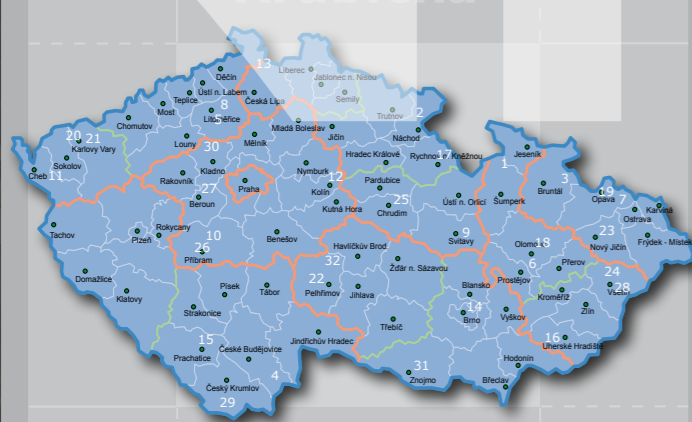 13
Liberec
Děčín
Jablonec n. Nisou
Ústí n. Labem
Teplice
Česká Lípa
Semily
8
Most
Litoměřice
5
Trutnov
2
Chomutov
Mladá Boleslav
Jičín
Náchod
20
21
Louny
30
Mělník
Karlovy Vary
Hradec Králové
Rychnov n. Kněžnou
17
Jeseník
Sokolov
Kladno
Nymburk
1
Cheb
11
Rakovník
Praha
12
Pardubice
Bruntál
3
27
Kolín
25
Ústí n. Orlicí
Šumperk
19
Opava
7
Beroun
Kutná Hora
Chrudim
Karviná
Ostrava
Tachov
Rokycany
Plzeň
10
Benešov
9
Svitavy
23
Nový Jičín
Frýdek - Místek
26
Příbram
Havlíčkův Brod
Olomouc
18
32
Žďár n. Sázavou
6
Přerov
24
Domažlice
22
Prostějov
Vsetín
28
Klatovy
Písek
Tábor
Pelhřimov
Jihlava
Blansko
Kroměříž
Strakonice
14
Brno
Vyškov
Zlín
Třebíč
15
Prachatice
České Budějovice
Jindřichův Hradec
16
Uherské Hradiště
Hodonín
31
Znojmo
Břeclav
Český Krumlov
4
29